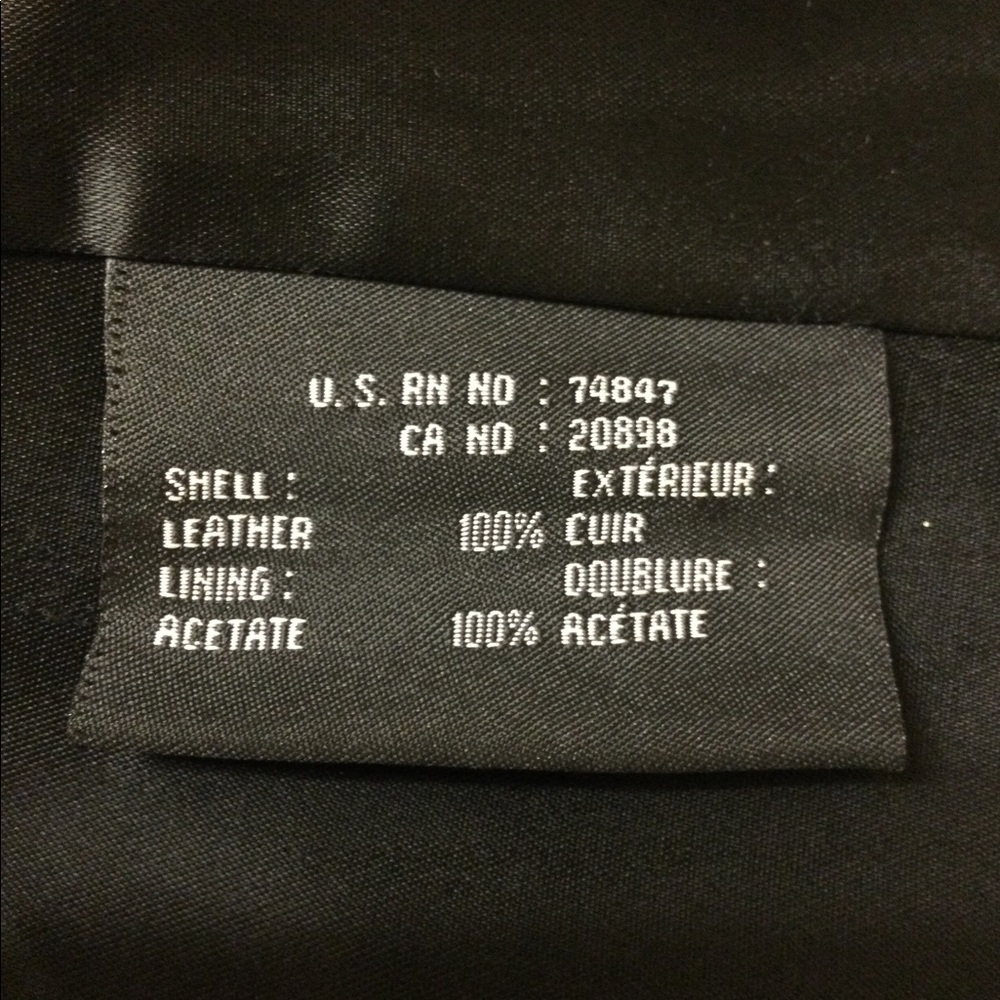 U.S. RN NO : 74847
CA NO : 20898
SHELL : EXTÉRIEUR :
LEATHER 100% CUIR
LINING : DOUBLURE :
ACETATE 100% ACÉTATE